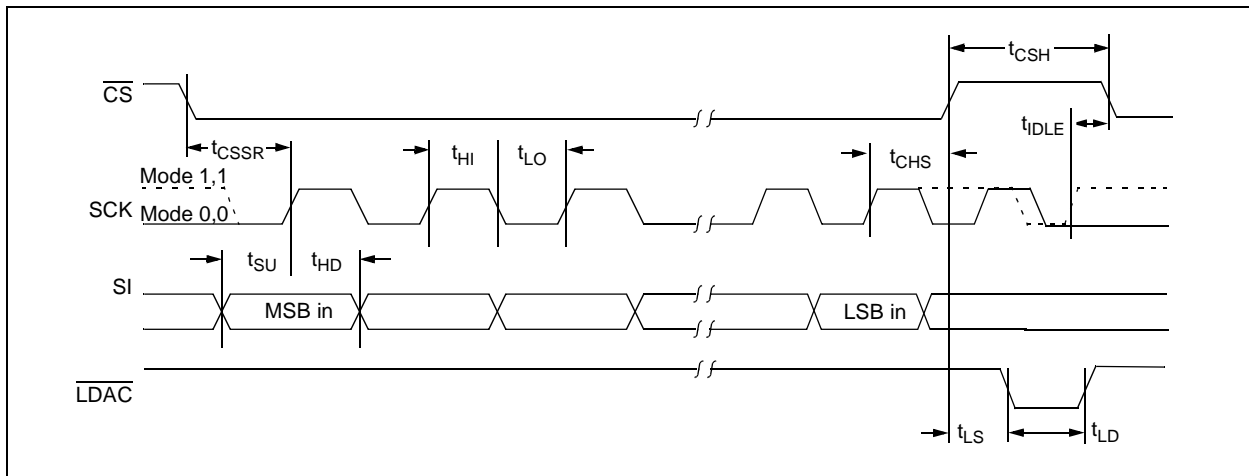 tCSH
CS
tIDLE
tCSSR
tHI
tLO
tCHS
Mode 1,1
SCK
Mode 0,0
tSU
tHD
SI
MSB in
LSB in
LDAC
tLS
tLD